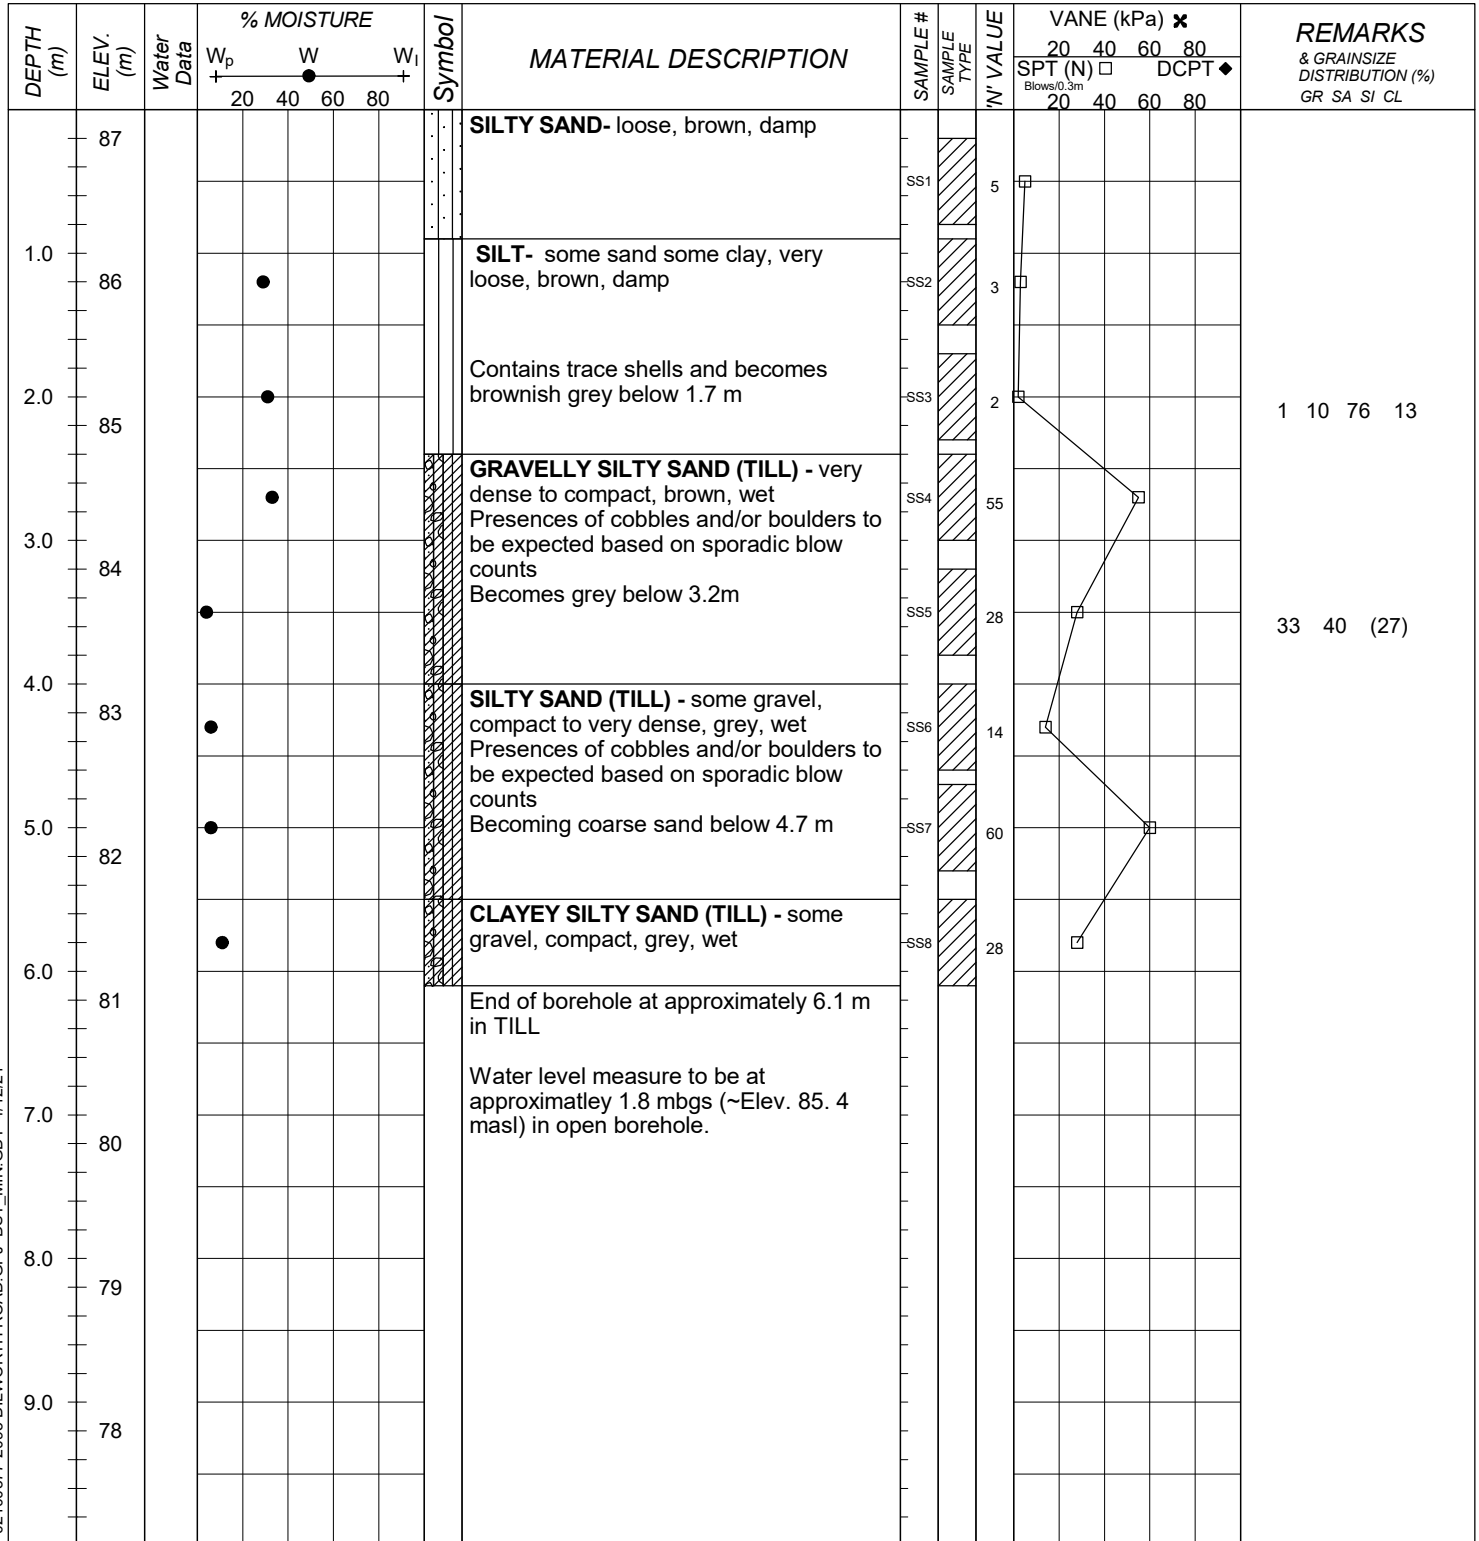 DEPTH (m)
ELEV. (m)
Water Data
% MOISTURE
Wp W Wl
20 40 60 80
Symbol
MATERIAL DESCRIPTION
SAMPLE #
SAMPLE TYPE
'N' VALUE
VANE (kPa) ✖
20 40 60 80
SPT (N) □ DCPT ◆
Blows/0.3m
20 40 60 80
REMARKS
& GRAINSIZE
DISTRIBUTION (%)
GR SA SI CL
SILTY SAND- loose, brown, damp
87
SS1 5
1.0
SILT- some sand some clay, very
loose, brown, damp
86
SS2 3
Contains trace shells and becomes
brownish grey below 1.7 m
2.0
SS3 2
1 10 76 13
85
GRAVELLY SILTY SAND (TILL) - very
dense to compact, brown, wet
SS4 55
Presences of cobbles and/or boulders to
be expected based on sporadic blow
counts
3.0
84
Becomes grey below 3.2m
SS5 28
33 40 (27)
4.0
SILTY SAND (TILL) - some gravel,
compact to very dense, grey, wet
83
SS6 14
Presences of cobbles and/or boulders to
be expected based on sporadic blow
counts
Becoming coarse sand below 4.7 m
5.0
SS7 60
82
CLAYEY SILTY SAND (TILL) - some
gravel, compact, grey, wet
SS8 28
6.0
81
End of borehole at approximately 6.1 m
in TILL
Water level measure to be at
approximatley 1.8 mbgs (~Elev. 85. 4
masl) in open borehole.
7.0
80
8.0
79
9.0
78